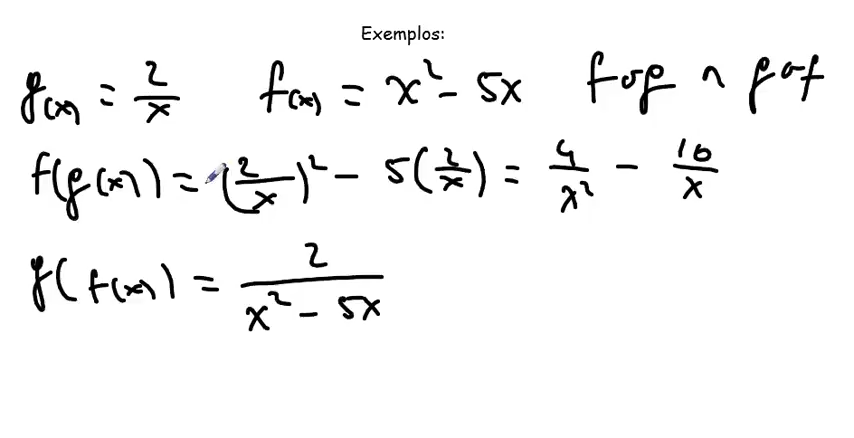 Exemplos:
g(x) = 2/x f(x) = x² - 5x fog n gof
f(g(x)) = (2/x)² - 5(2/x) = 4/x² - 10/x
g(f(x)) = 2/(x² - 5x)